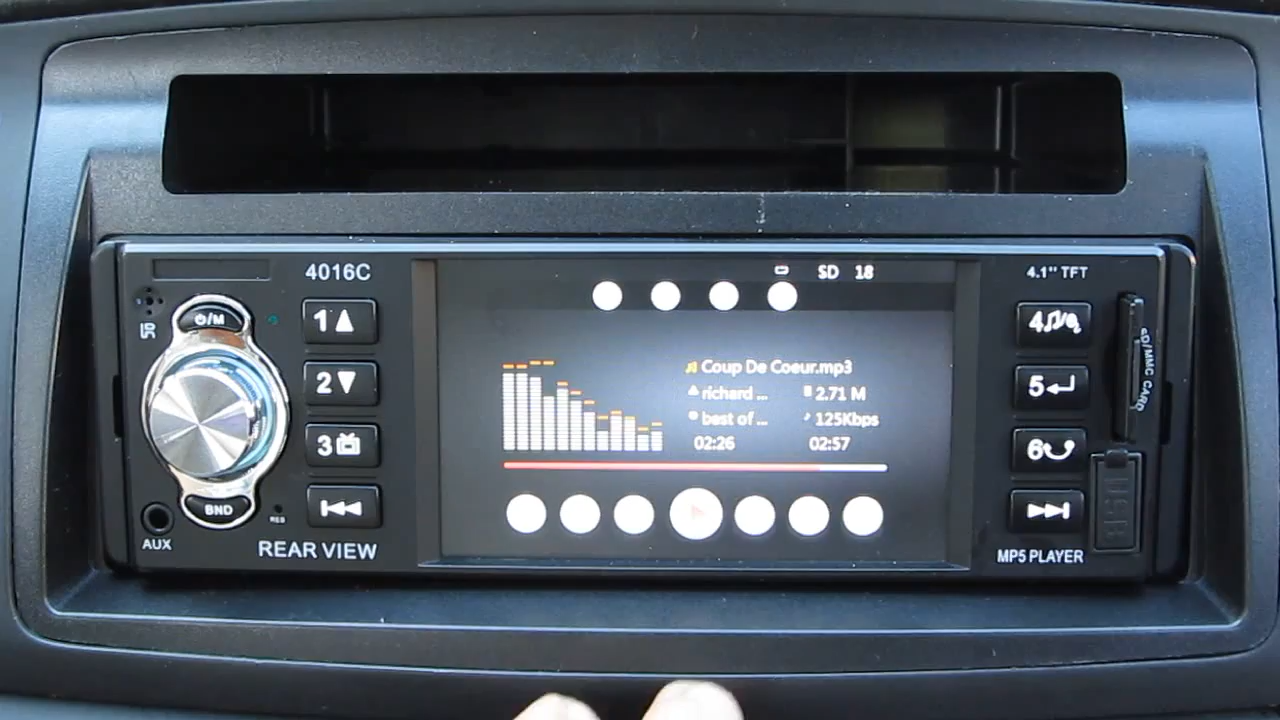 4016C
SD 18
4.1" TFT
⏻/M
1
2
3
BND
RES
AUX
REAR VIEW
Coup De Coeur.mp3
richard ... 2.71 M
best of ... 125Kbps
02:26 02:57
4
5
6
MP5 PLAYER
SD/MMC CARD
USB